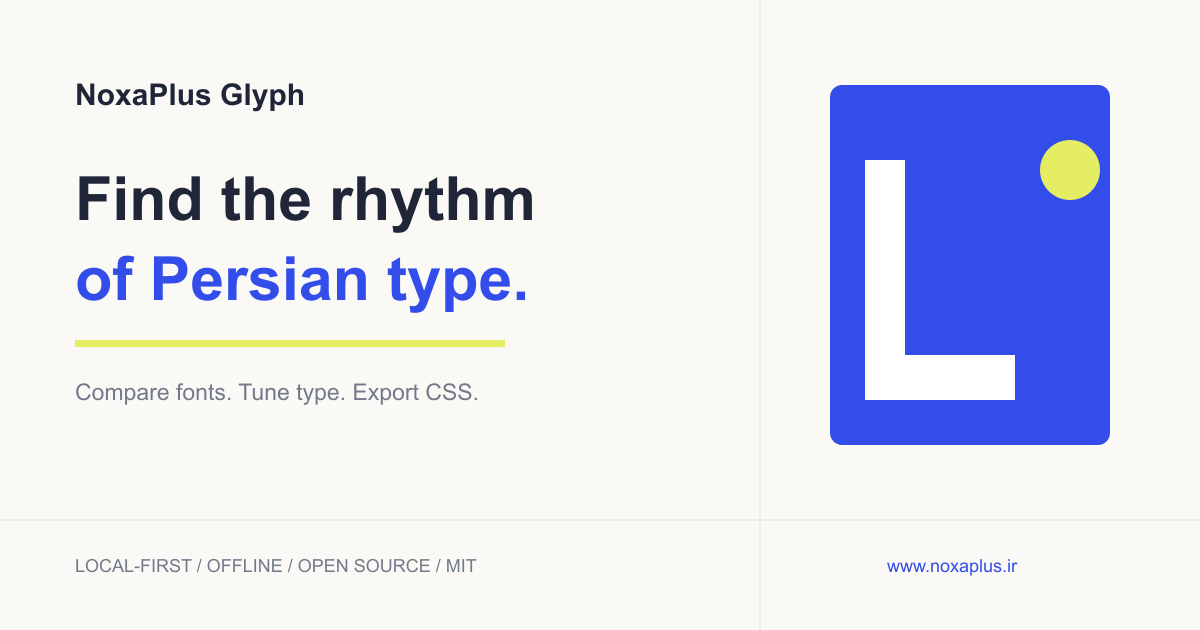 NoxaPlus Glyph
Find the rhythm
of Persian type.
Compare fonts. Tune type. Export CSS.
L
LOCAL-FIRST / OFFLINE / OPEN SOURCE / MIT
www.noxaplus.ir